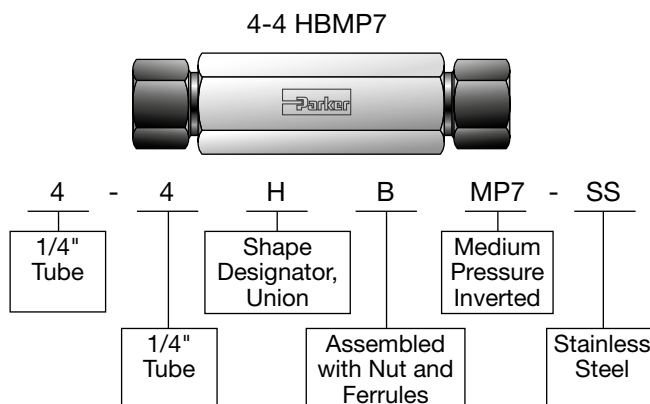 4-4 HBMP7
Parker
4 - 4 H B MP7 - SS
1/4"
Tube
Shape
Designator,
Union
Medium
Pressure
Inverted
1/4"
Tube
Assembled
with Nut and
Ferrules
Stainless
Steel